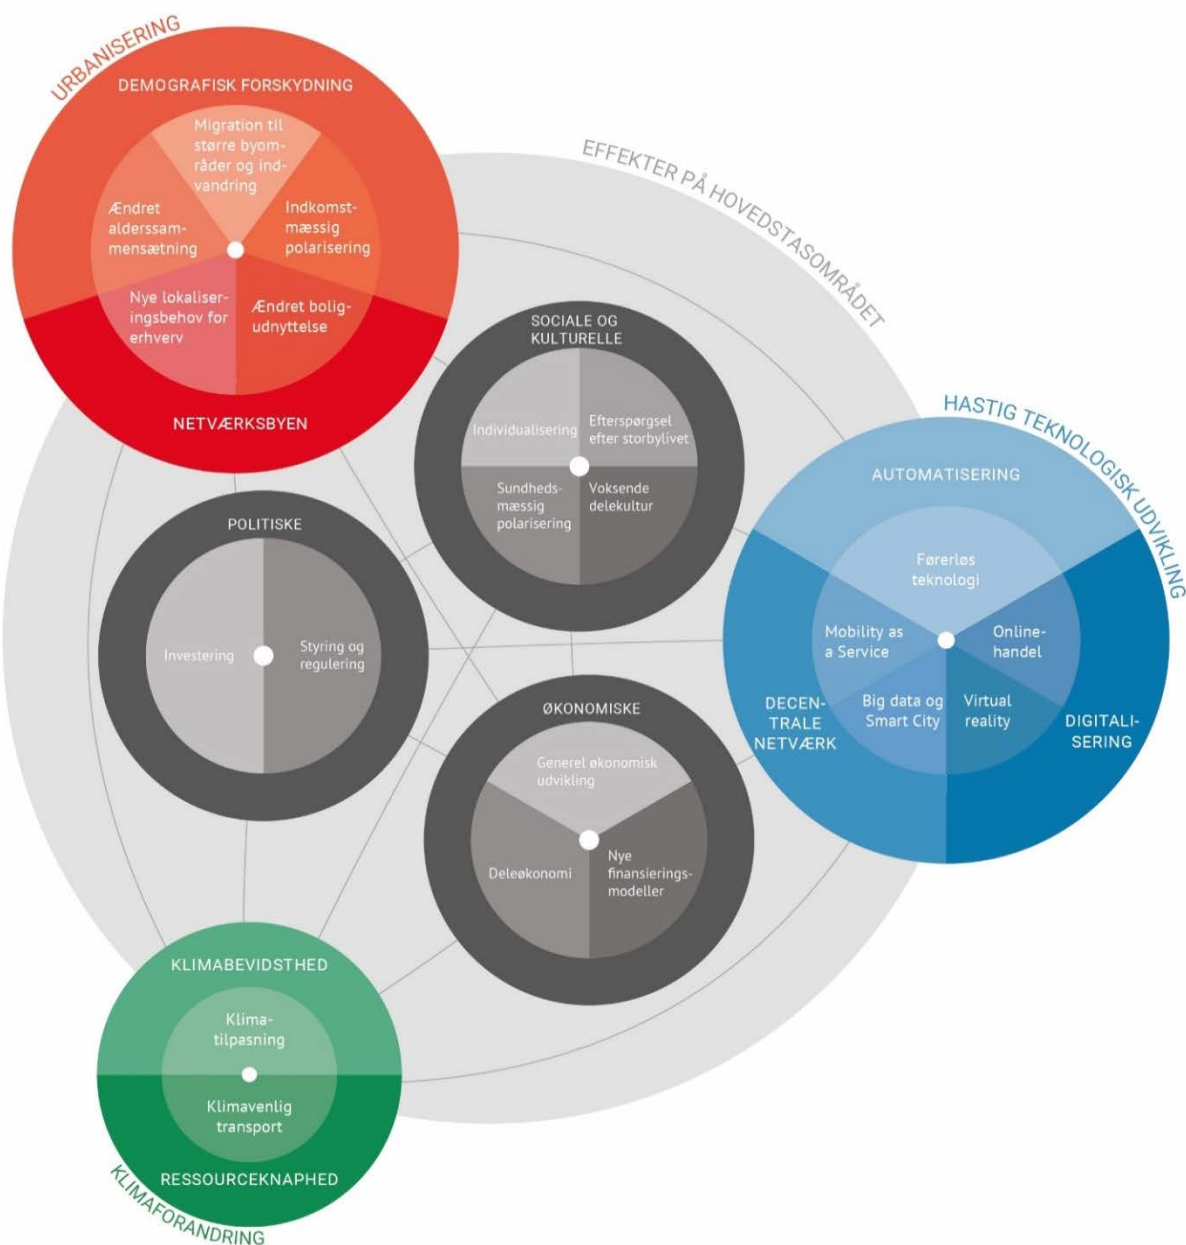 URBANISERING
DEMOGRAFISK FORSKYDNING
Migration til
større byom-
råder og ind-
vandring
Ændret
alderssam-
mensætning
Indkomst-
mæssig
polarisering
Nye lokaliser-
ingsbehov for
erhverv
Ændret bolig-
udnyttelse
NETVÆRKSBYEN
EFFEKTER PÅ HOVEDSTASOMRÅDET
SOCIALE OG
KULTURELLE
Individualisering
Efterspørgsel
efter storbylivet
Sundheds-
mæssig
polarisering
Voksende
delekultur
HASTIG TEKNOLOGISK UDVIKLING
AUTOMATISERING
Førerløs
teknologi
Mobility as
a Service
Online-
handel
Big data og
Smart City
Virtual
reality
DECEN-
TRALE
NETVÆRK
DIGITALI-
SERING
POLITISKE
Investering
Styring og
regulering
ØKONOMISKE
Generel økonomisk
udvikling
Deleøkonomi
Nye
finansierings-
modeller
KLIMABEVIDSTHED
Klima-
tilpasning
Klimavenlig
transport
RESSOURCEKNAPHED
KLIMAFORANDRING